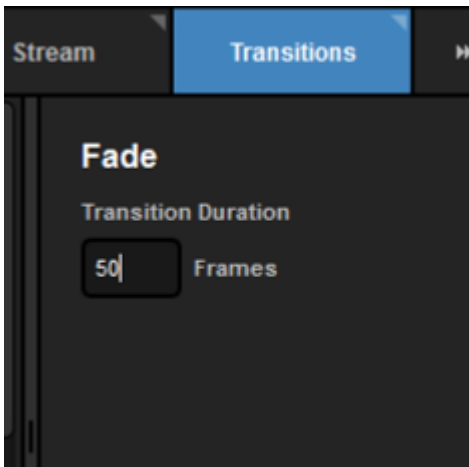 Stream
Transitions
Fade
Transition Duration
50 Frames